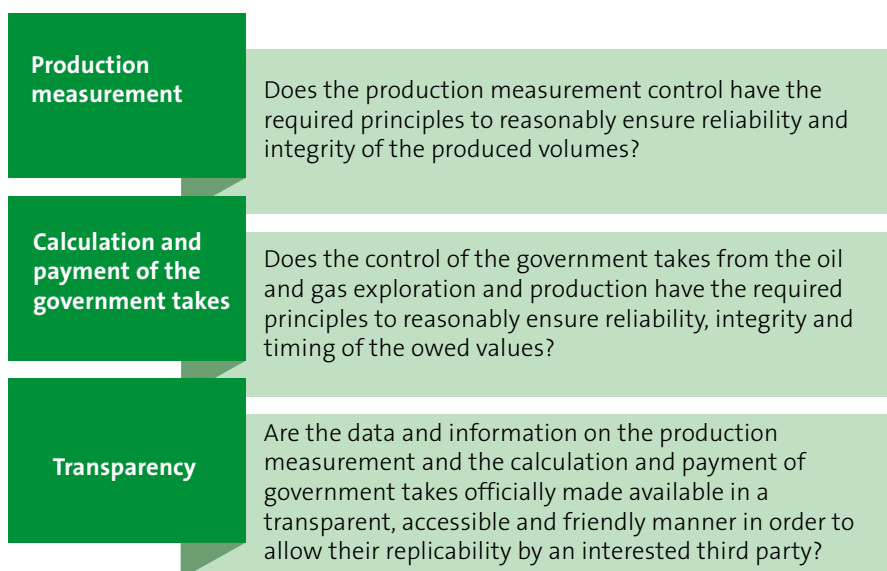 Production
measurement
Does the production measurement control have the
required principles to reasonably ensure reliability and
integrity of the produced volumes?
Calculation and
payment of the
government takes
Does the control of the government takes from the oil
and gas exploration and production have the required
principles to reasonably ensure reliability, integrity and
timing of the owed values?
Transparency
Are the data and information on the production
measurement and the calculation and payment of
government takes officially made available in a
transparent, accessible and friendly manner in order to
allow their replicability by an interested third party?